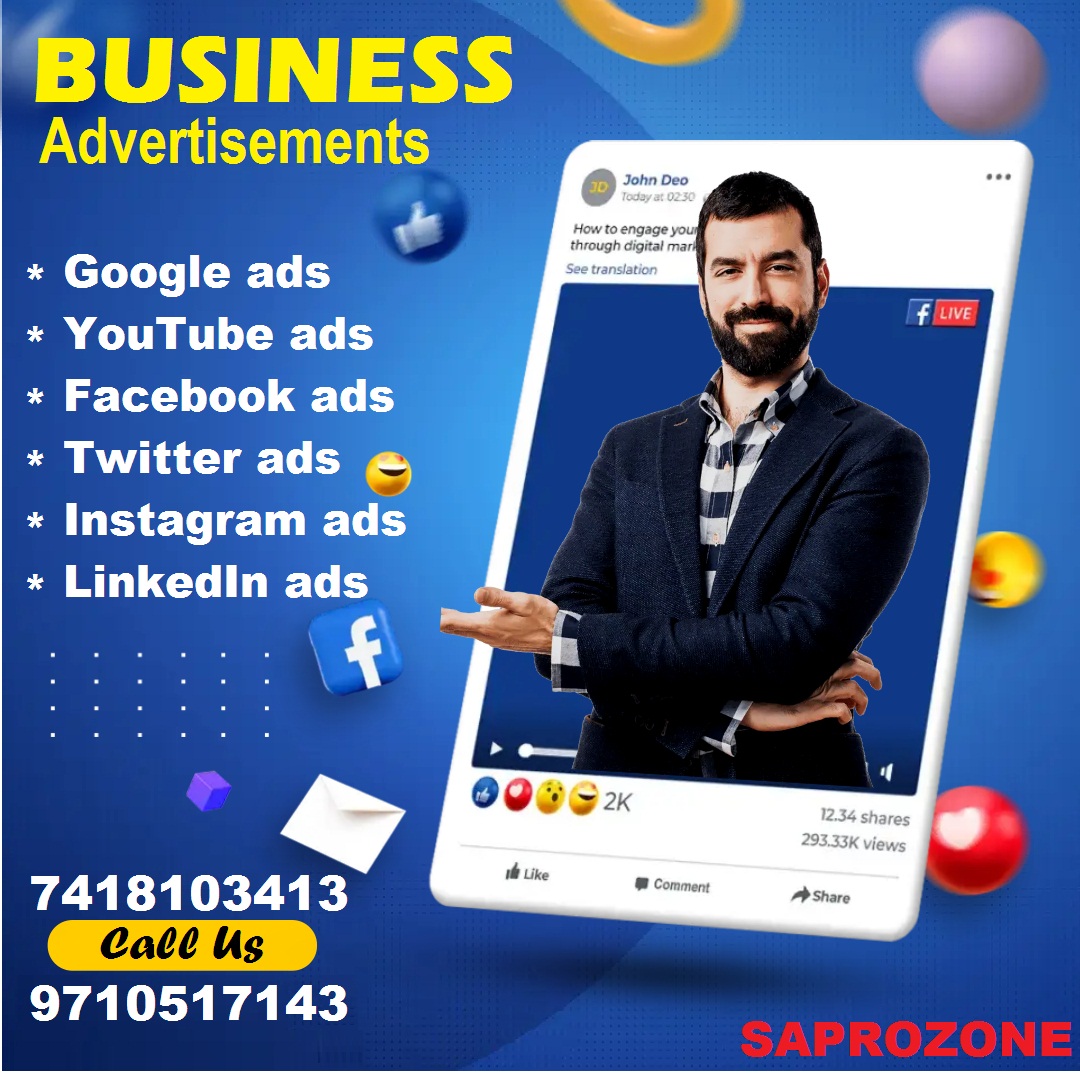 BUSINESS
Advertisements
* Google ads
* YouTube ads
* Facebook ads
* Twitter ads
* Instagram ads
* LinkedIn ads
7418103413
Call Us
9710517143
JD
John Deo
Today at 02:30
How to engage your
through digital mark
See translation
f LIVE
f
2K
12.34 shares
293.33K views
Like
Comment
Share
SAPROZONE